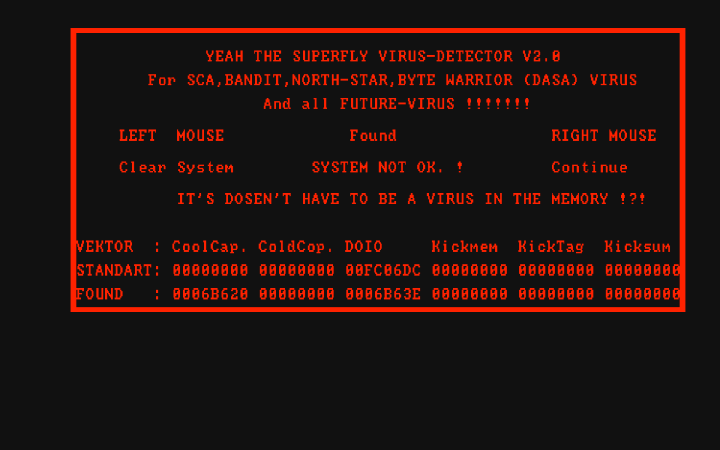 YEAH THE SUPERFLY VIRUS-DETECTOR V2.0
For SCA,BANDIT,NORTH-STAR,BYTE WARRIOR (DASA) VIRUS
And all FUTURE-VIRUS !!!!!!!
LEFT MOUSE Found RIGHT MOUSE
Clear System SYSTEM NOT OK. ! Continue
IT'S DOSEN'T HAVE TO BE A VIRUS IN THE MEMORY !?!
VEKTOR : CoolCap. ColdCop. DOIO Kickmem KickTag Kicksum
STANDART: 00000000 00000000 00FC06DC 00000000 00000000 00000000
FOUND : 0006B620 00000000 0006B63E 00000000 00000000 00000000